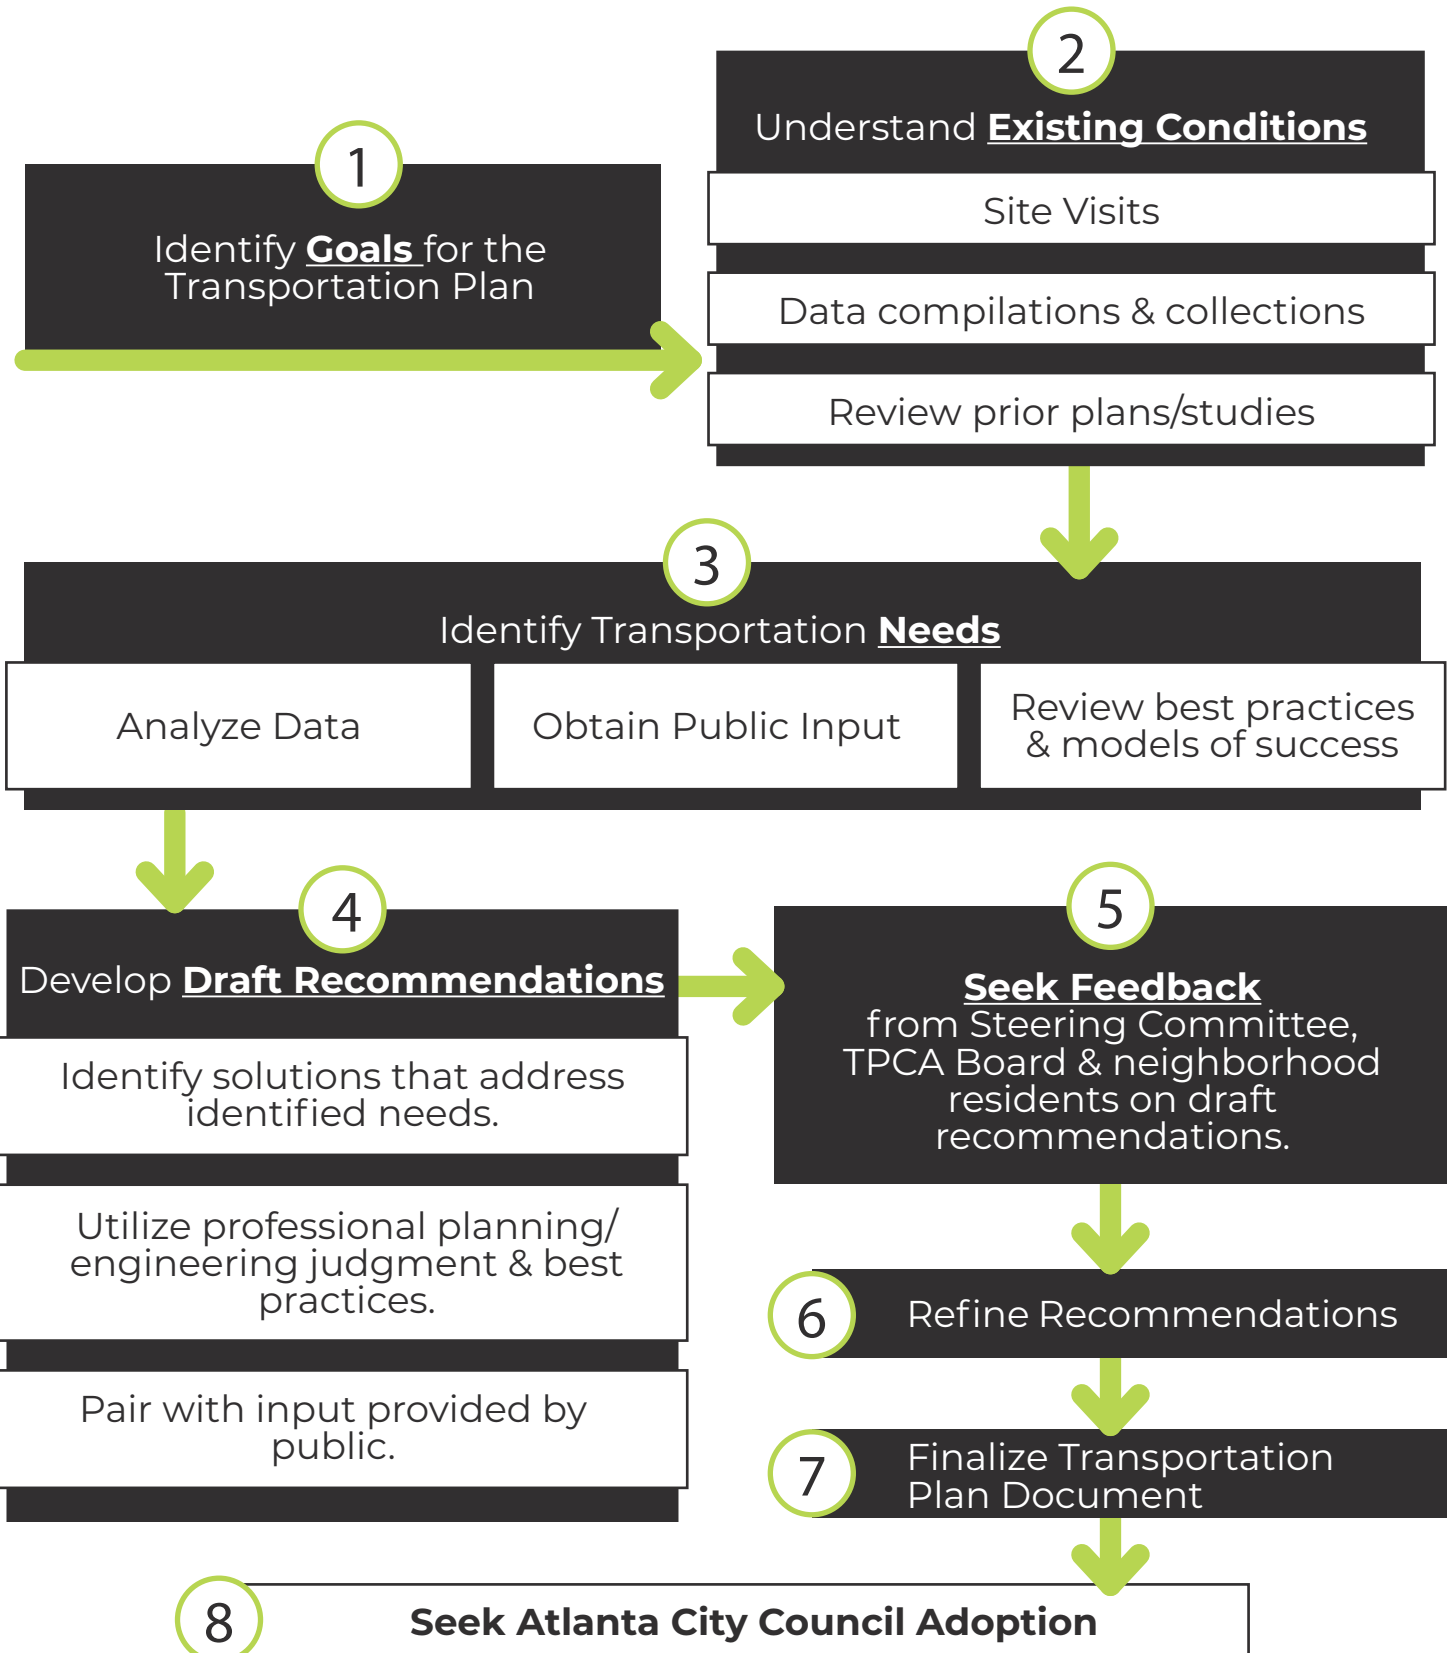 1
Identify Goals for the
Transportation Plan
2
Understand Existing Conditions
Site Visits
Data compilations & collections
Review prior plans/studies
3
Identify Transportation Needs
Analyze Data
Obtain Public Input
Review best practices
& models of success
4
Develop Draft Recommendations
Identify solutions that address
identified needs.
Utilize professional planning/
engineering judgment & best
practices.
Pair with input provided by
public.
5
Seek Feedback
from Steering Committee,
TPCA Board & neighborhood
residents on draft
recommendations.
6
Refine Recommendations
7
Finalize Transportation
Plan Document
8
Seek Atlanta City Council Adoption